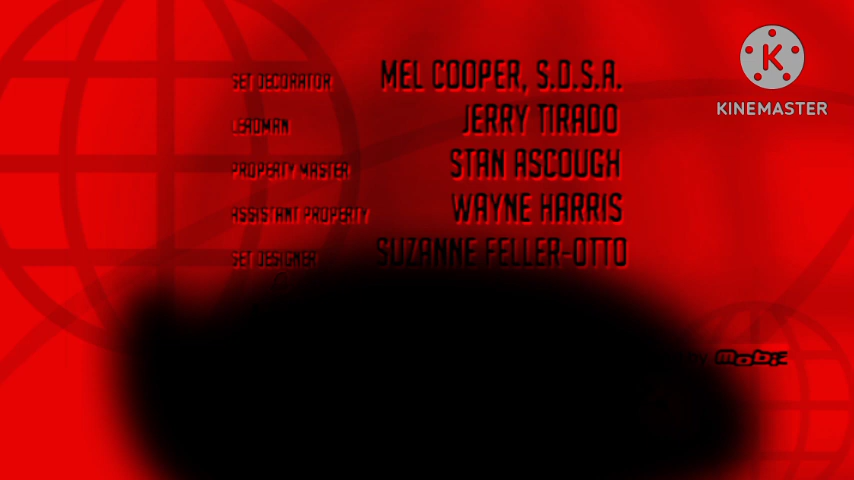 SET DECORATOR MEL COOPER, S.D.S.A.
LEADMAN JERRY TIRADO
PROPERTY MASTER STAN ASCOUGH
ASSISTANT PROPERTY WAYNE HARRIS
SET DESIGNER SUZANNE FELLER-OTTO
K
KINEMASTER
by